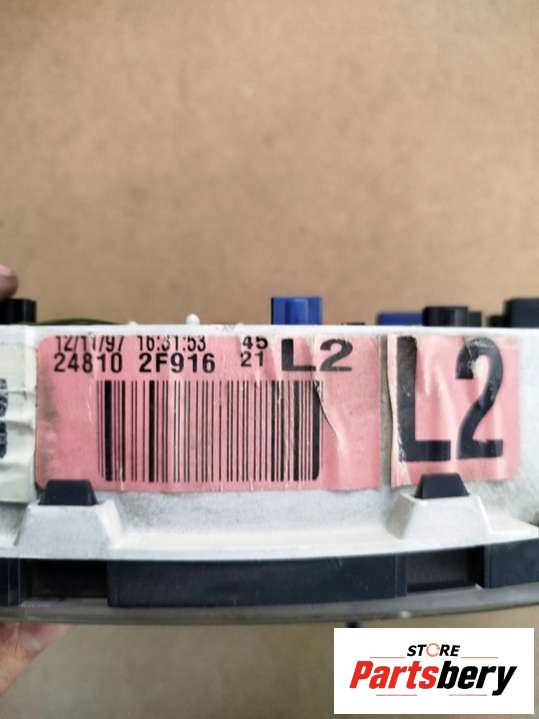 12/11/97 16:31:53 45
24810 2F916 21 L2
L2
STORE
Partsbery